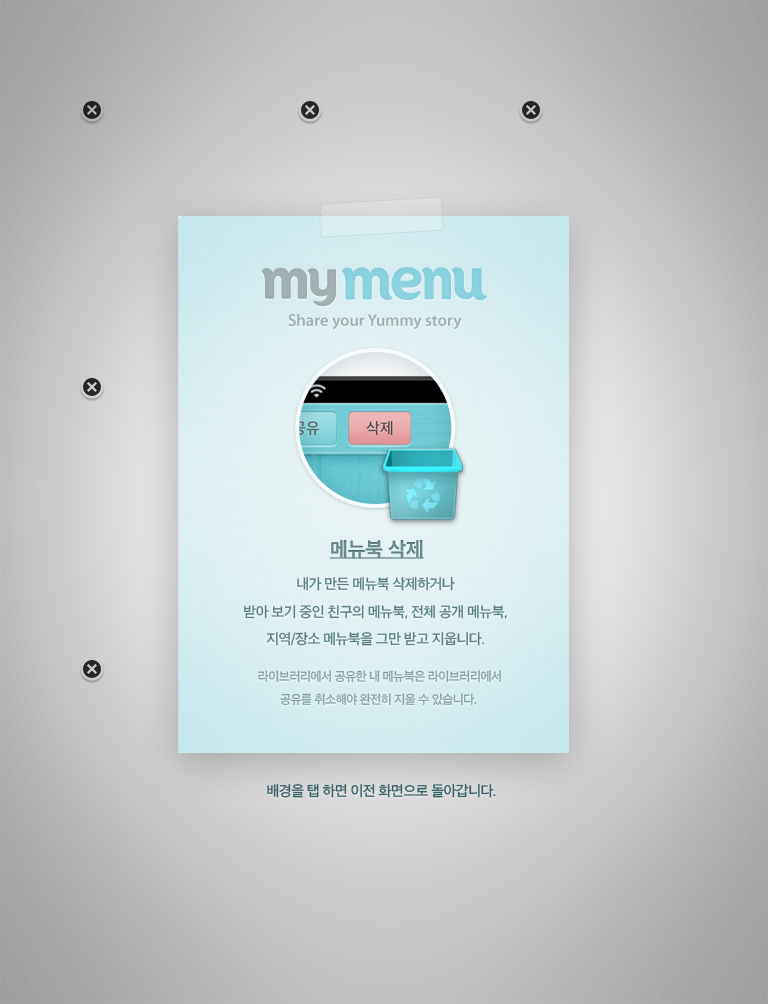 my menu
Share your Yummy story
공유 삭제
메뉴북 삭제
내가 만든 메뉴북 삭제하거나
받아 보기 중인 친구의 메뉴북, 전체 공개 메뉴북,
지역/장소 메뉴북을 그만 받고 지웁니다.
라이브러리에서 공유한 내 메뉴북은 라이브러리에서
공유를 취소해야 완전히 지울 수 있습니다.
배경을 탭 하면 이전 화면으로 돌아갑니다.